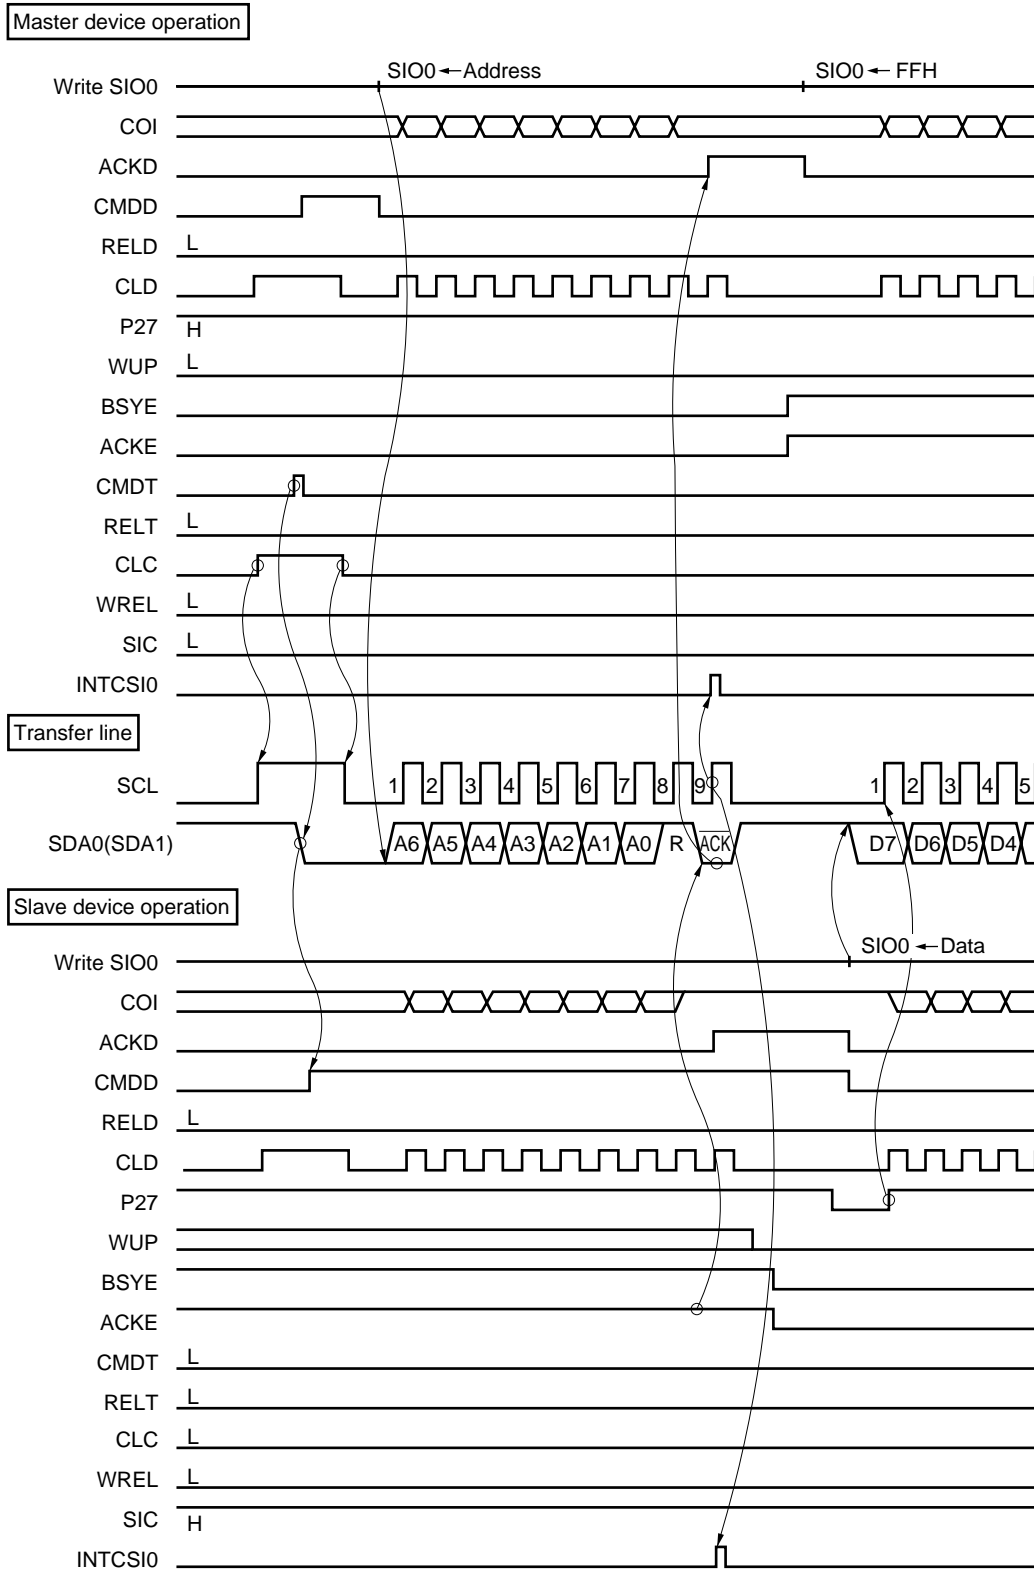 Master device operation
SIO0 ← Address SIO0 ← FFH
Write SIO0
COI
ACKD
CMDD
RELD L
CLD
P27 H
WUP L
BSYE
ACKE
CMDT
RELT L
CLC
WREL L
SIC L
INTCSI0
Transfer line
SCL 1 2 3 4 5 6 7 8 9 1 2 3 4 5
SDA0(SDA1) A6 A5 A4 A3 A2 A1 A0 R A̅C̅K̅ D7 D6 D5 D4
Slave device operation
SIO0 ← Data
Write SIO0
COI
ACKD
CMDD
RELD L
CLD
P27
WUP
BSYE
ACKE
CMDT L
RELT L
CLC L
WREL L
SIC H
INTCSI0